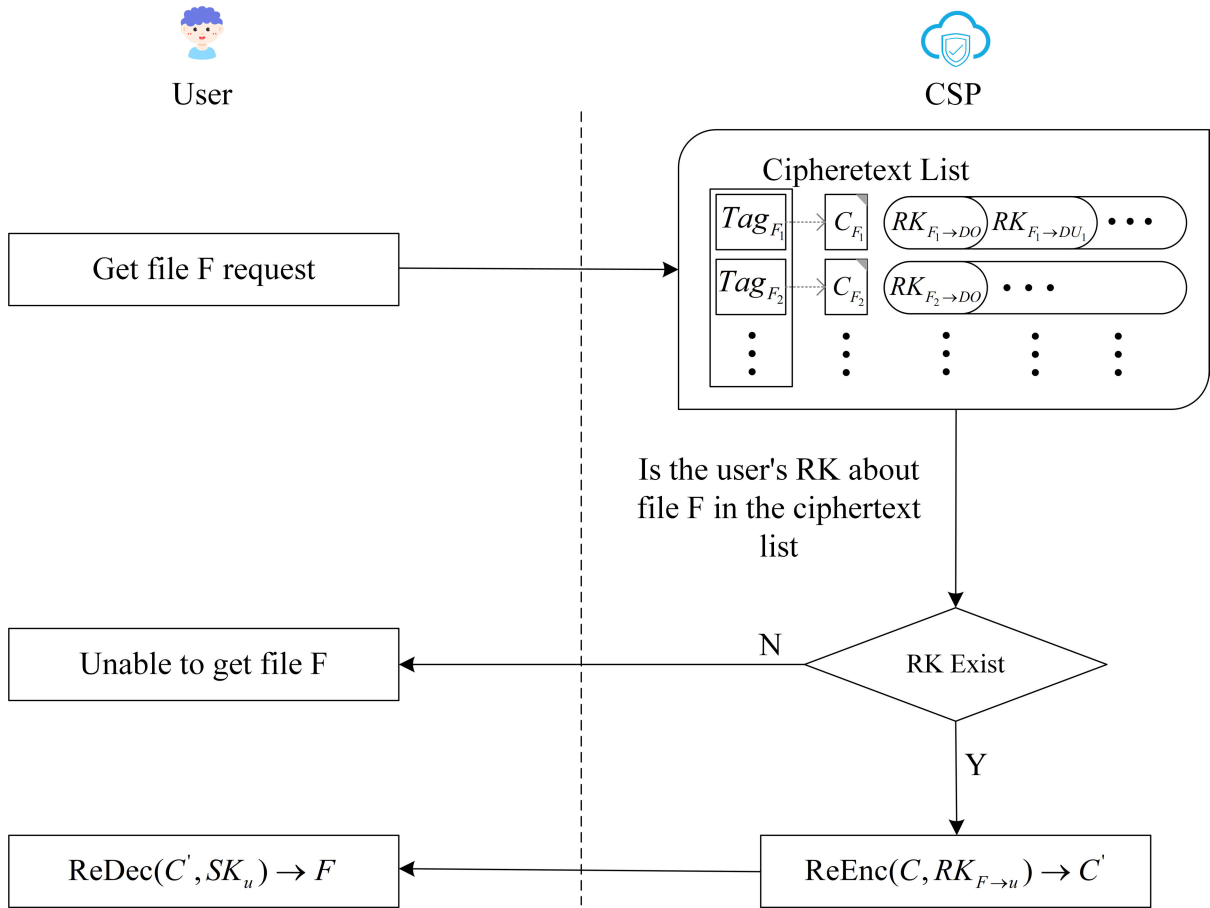 User
CSP
Cipheretext List
Tag_{F_1} C_{F_1} RK_{F_1→DO} RK_{F_1→DU_1} • • •
Get file F request
Tag_{F_2} C_{F_2} RK_{F_2→DO} • • •
Is the user's RK about
file F in the ciphertext
list
Unable to get file F
N
RK Exist
Y
ReDec(C', SK_u) → F
ReEnc(C, RK_{F→u}) → C'